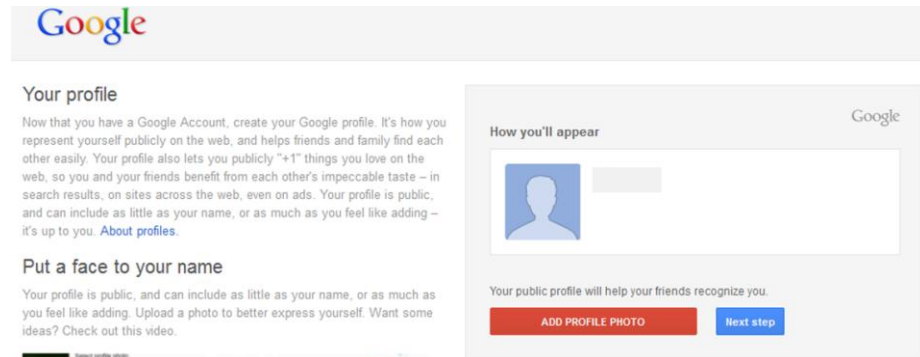 Google
Your profile
Now that you have a Google Account, create your Google profile. It's how you
represent yourself publicly on the web, and helps friends and family find each
other easily. Your profile also lets you publicly "+1" things you love on the
web, so you and your friends benefit from each other's impeccable taste – in
search results, on sites across the web, even on ads. Your profile is public,
and can include as little as your name, or as much as you feel like adding –
it's up to you. About profiles.
Put a face to your name
Your profile is public, and can include as little as your name, or as much as
you feel like adding. Upload a photo to better express yourself. Want some
ideas? Check out this video.
Select profile photo
Google
How you'll appear
Your public profile will help your friends recognize you.
ADD PROFILE PHOTO
Next step